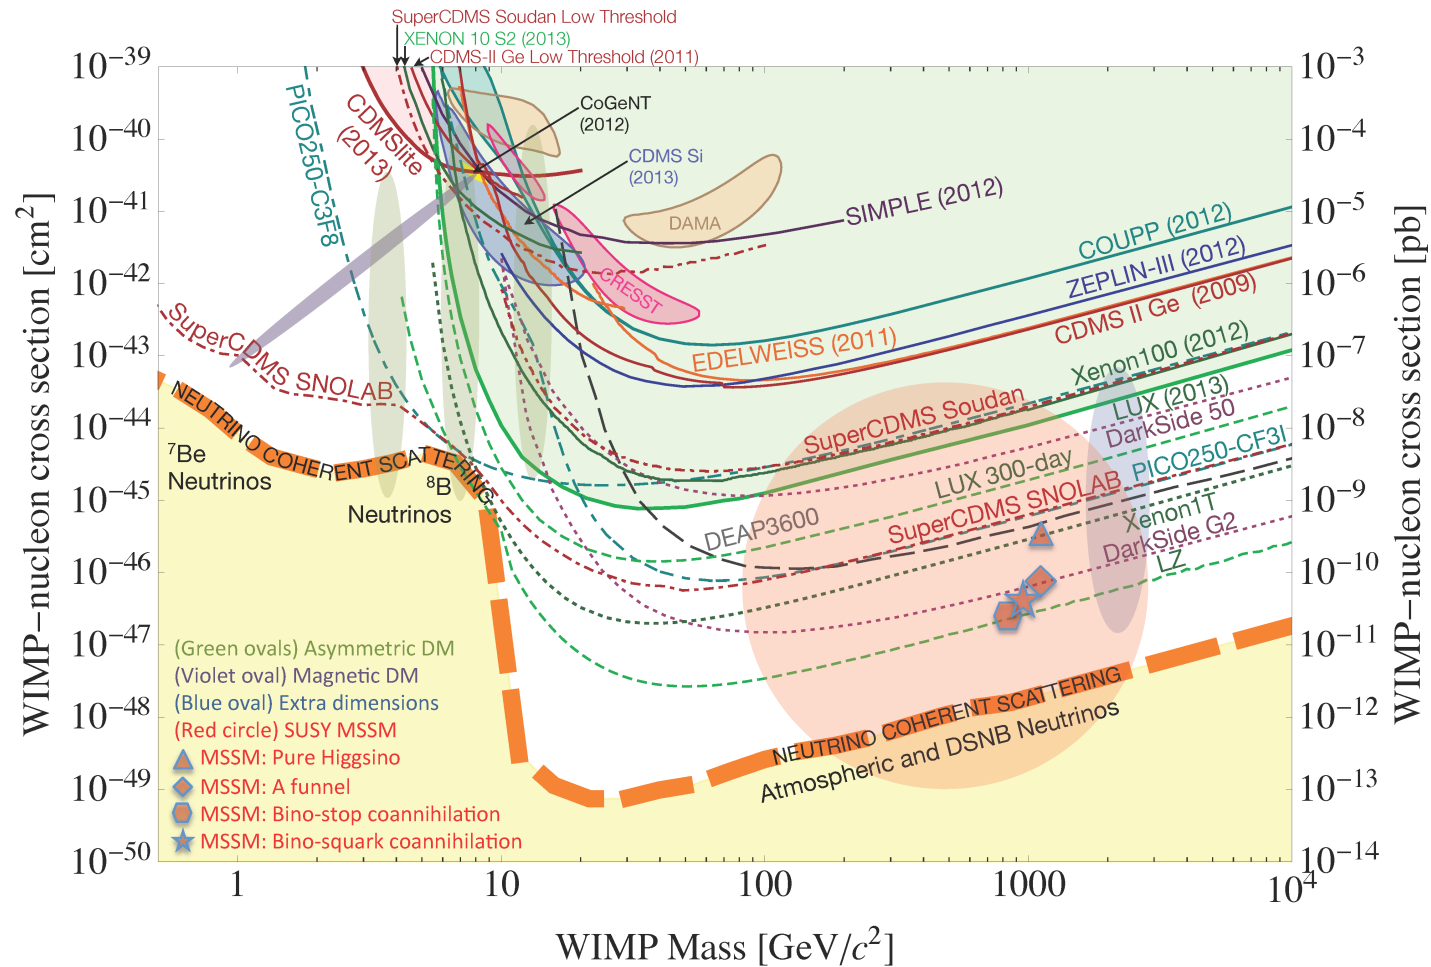 SuperCDMS Soudan Low Threshold
XENON 10 S2 (2013)
CDMS-II Ge Low Threshold (2011)
10−39
10−40
10−41
10−42
10−43
10−44
10−45
10−46
10−47
10−48
10−49
10−50
WIMP−nucleon cross section [cm2]
10−3
10−4
10−5
10−6
10−7
10−8
10−9
10−10
10−11
10−12
10−13
10−14
WIMP−nucleon cross section [pb]
PICO250-C3F8
CDMSlite
(2013)
CoGeNT
(2012)
CDMS Si
(2013)
DAMA
SIMPLE (2012)
CRESST
COUPP (2012)
ZEPLIN-III (2012)
EDELWEISS (2011)
CDMS II Ge (2009)
Xenon100 (2012)
SuperCDMS SNOLAB
SuperCDMS Soudan
LUX (2013)
DarkSide 50
LUX 300-day
PICO250-CF3I
SuperCDMS SNOLAB
DEAP3600
Xenon1T
DarkSide G2
LZ
NEUTRINO COHERENT SCATTERING
7Be
Neutrinos
8B
Neutrinos
NEUTRINO COHERENT SCATTERING
Atmospheric and DSNB Neutrinos
(Green ovals) Asymmetric DM
(Violet oval) Magnetic DM
(Blue oval) Extra dimensions
(Red circle) SUSY MSSM
MSSM: Pure Higgsino
MSSM: A funnel
MSSM: Bino-stop coannihilation
MSSM: Bino-squark coannihilation
1
10
100
1000
104
WIMP Mass [GeV/c2]